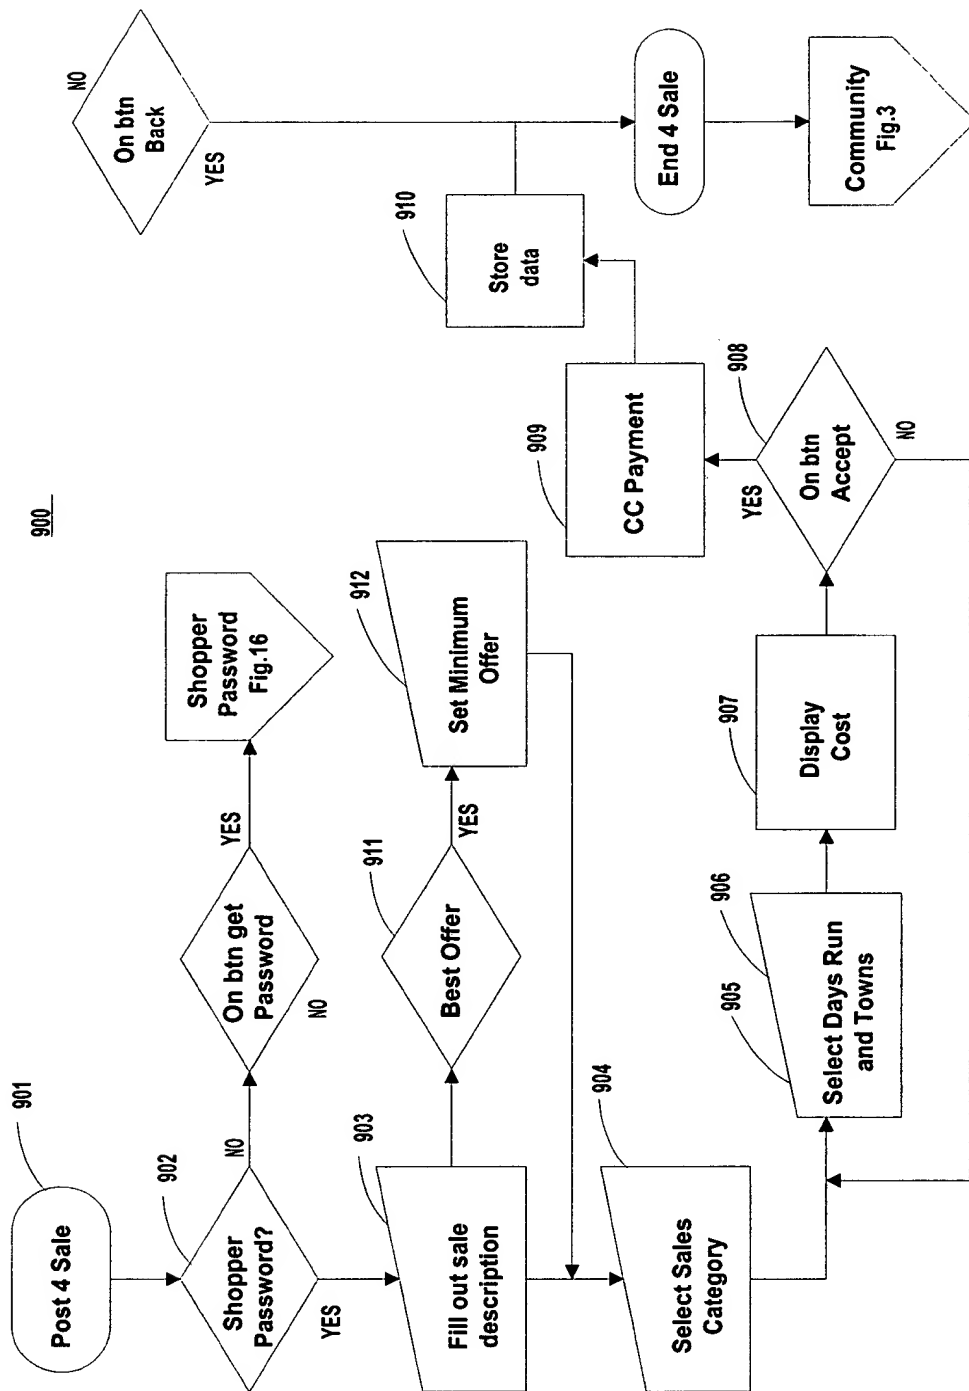 900
901
Post 4 Sale
902
Shopper
Password?
NO
YES
On btn get
Password
YES
NO
Shopper
Password
Fig.16
903
Fill out sale
description
911
Best Offer
YES
912
Set Minimum
Offer
904
Select Sales
Category
905
906
Select Days Run
and Towns
907
Display
Cost
908
On btn
Accept
YES
NO
909
CC Payment
910
Store
data
On btn
Back
NO
YES
End 4 Sale
Community
Fig.3